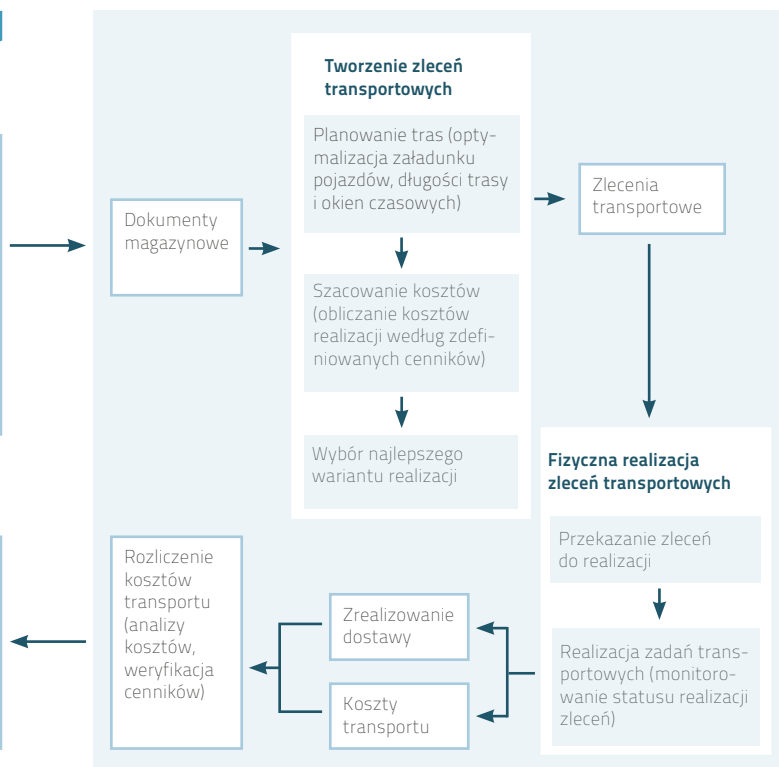 Tworzenie zleceń
transportowych
Planowanie tras (opty-
malizacja załadunku
pojazdów, długości trasy
i okien czasowych)
Zlecenia
transportowe
Dokumenty
magazynowe
Szacowanie kosztów
(obliczanie kosztów
realizacji według zdefi-
niowanych cenników)
Wybór najlepszego
wariantu realizacji
Fizyczna realizacja
zleceń transportowych
Przekazanie zleceń
do realizacji
Realizacja zadań trans-
portowych (monitoro-
wanie statusu realizacji
zleceń)
Zrealizowanie
dostawy
Koszty
transportu
Rozliczenie
kosztów
transportu
(analizy
kosztów,
weryfikacja
cenników)